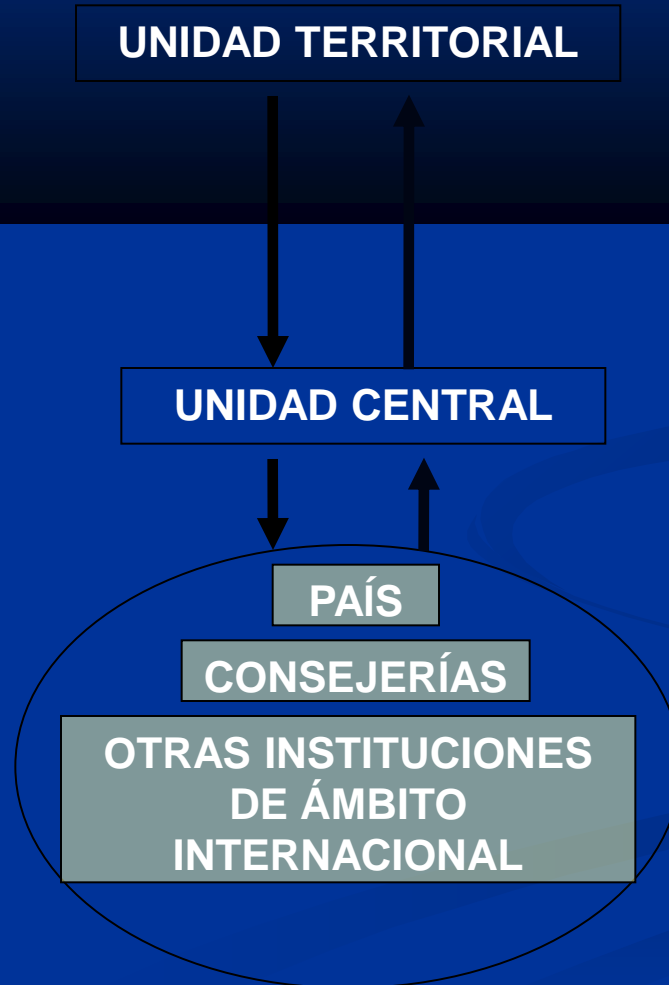 UNIDAD TERRITORIAL
UNIDAD CENTRAL
PAÍS
CONSEJERÍAS
OTRAS INSTITUCIONES
DE ÁMBITO
INTERNACIONAL